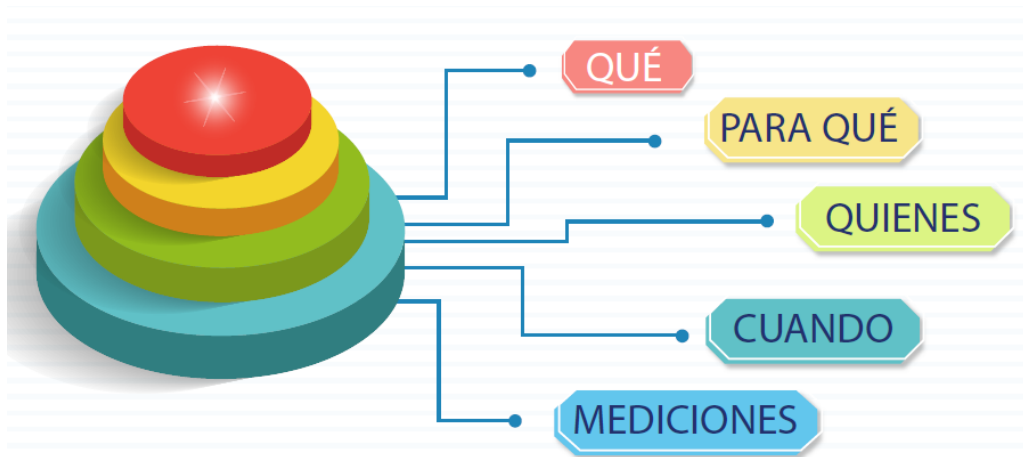 QUÉ
PARA QUÉ
QUIENES
CUANDO
MEDICIONES